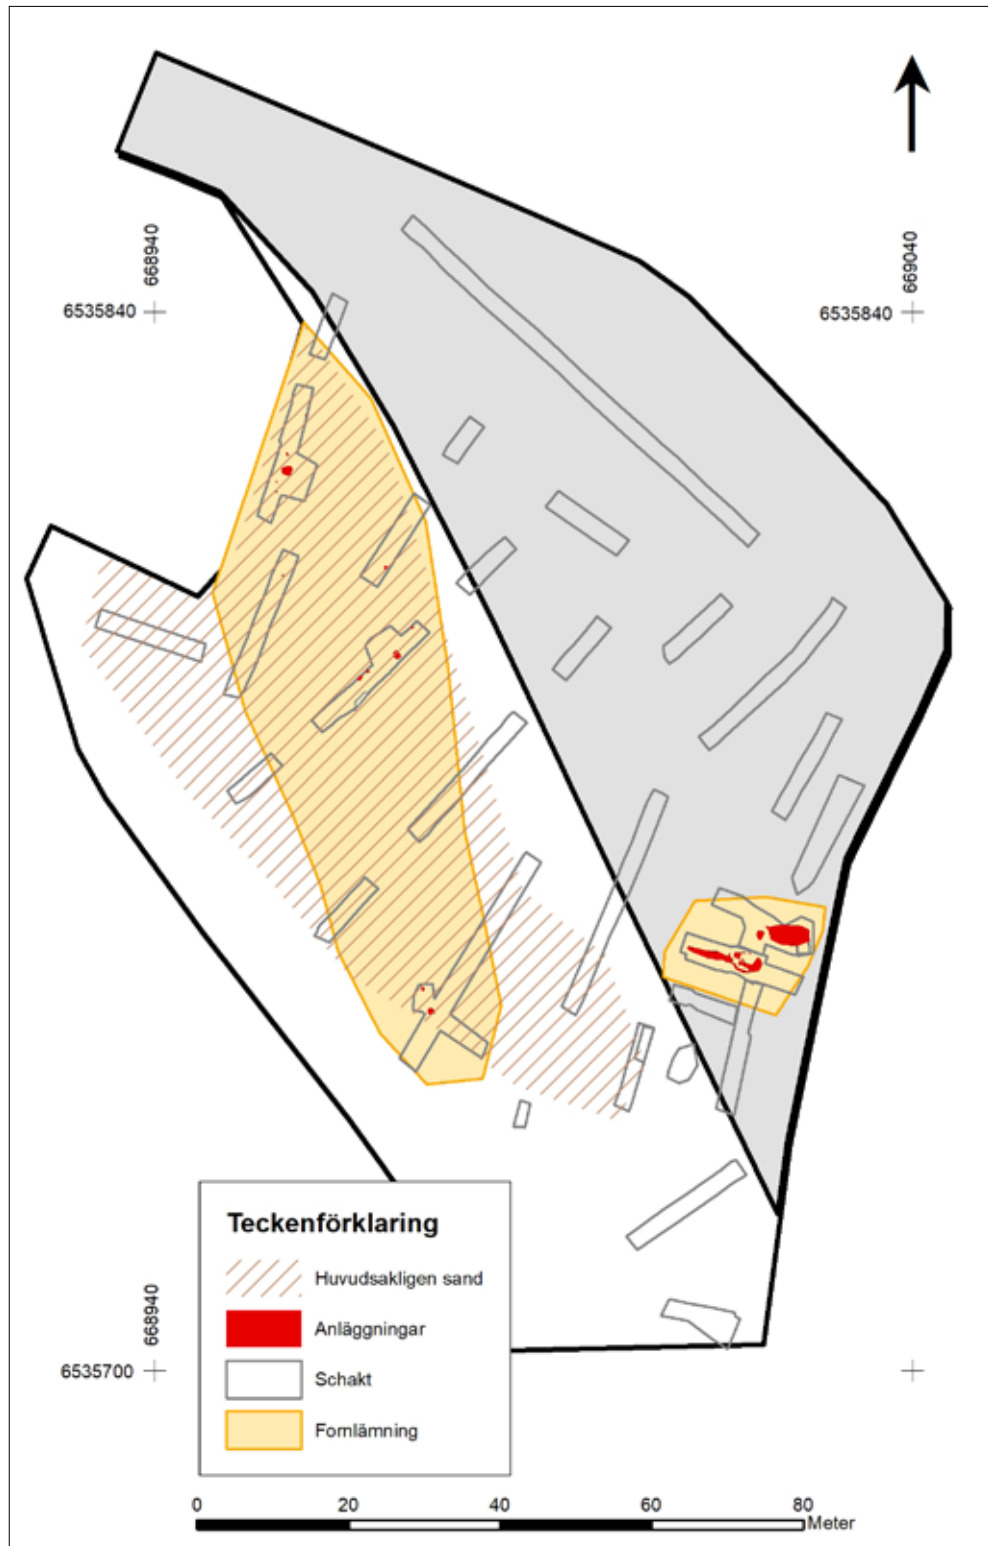 668940
669040
6535840
6535840
Teckenförklaring
Huvudsakligen sand
Anläggningar
Schakt
Fornlämning
668940
6535700
0 20 40 60 80
Meter